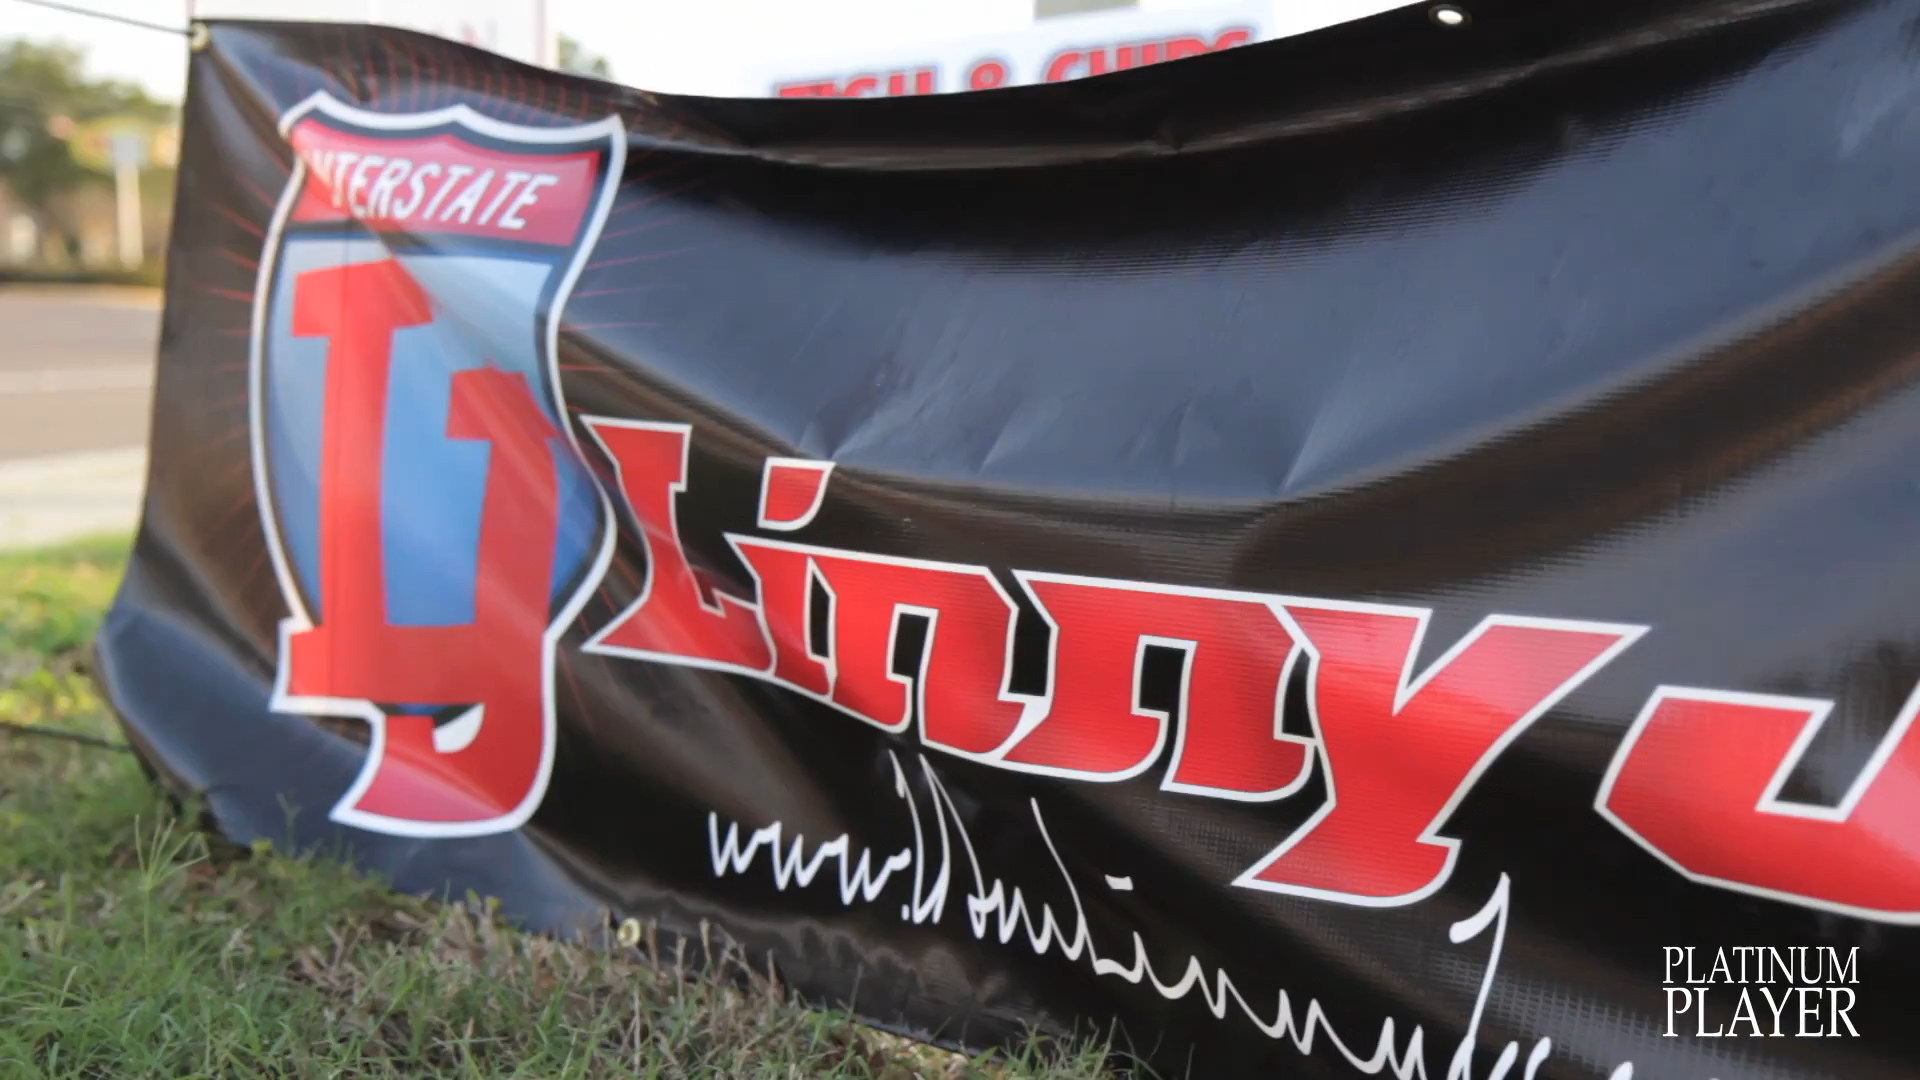 FISH & CHIPS
INTERSTATE
LJ
Linny J
PLATINUM
PLAYER